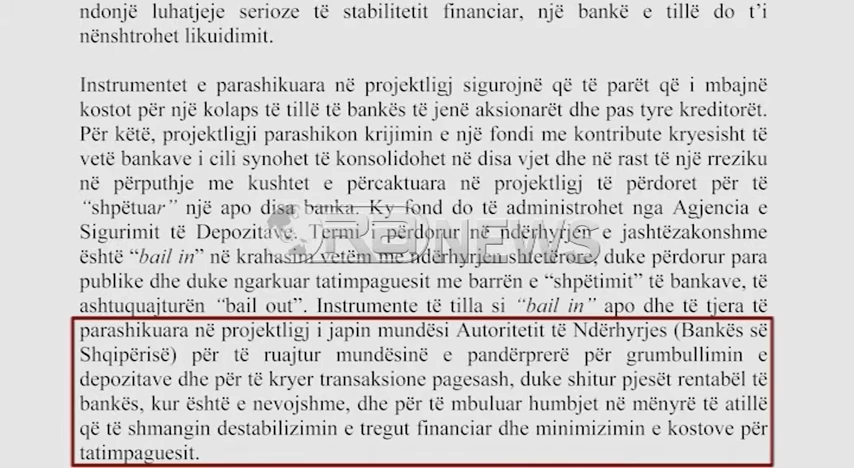 ndonjë luhatjeje serioze të stabilitetit financiar, një bankë e tillë do t'i
nënshtrohet likuidimit.
Instrumentet e parashikuara në projektligj sigurojnë që të parët që i mbajnë
kostot për një kolaps të tillë të bankës të jenë aksionarët dhe pas tyre kreditorët.
Për këtë, projektligji parashikon krijimin e një fondi me kontribute kryesisht të
vetë bankave i cili synohet të konsolidohet në disa vjet dhe në rast të një rreziku
në përputhje me kushtet e përcaktuara në projektligj të përdoret për të
“shpëtuar” një apo disa banka. Ky fond do të administrohet nga Agjencia e
Sigurimit të Depozitave. Termi i përdorur në ndërhyrjen e jashtëzakonshme
është “bail in” në krahasim vetëm me ndërhyrjen shtetërore, duke përdorur para
publike dhe duke ngarkuar tatimpaguesit me barrën e “shpëtimit” të bankave, të
ashtuquajturën “bail out”. Instrumente të tilla si “bail in” apo dhe të tjera të
parashikuara në projektligj i japin mundësi Autoritetit të Ndërhyrjes (Bankës së
Shqipërisë) për të ruajtur mundësinë e pandërprerë për grumbullimin e
depozitave dhe për të kryer transaksione pagesash, duke shitur pjesët rentabël të
bankës, kur është e nevojshme, dhe për të mbuluar humbjet në mënyrë të atillë
që të shmangin destabilizimin e tregut financiar dhe minimizimin e kostove për
tatimpaguesit.
NEWS